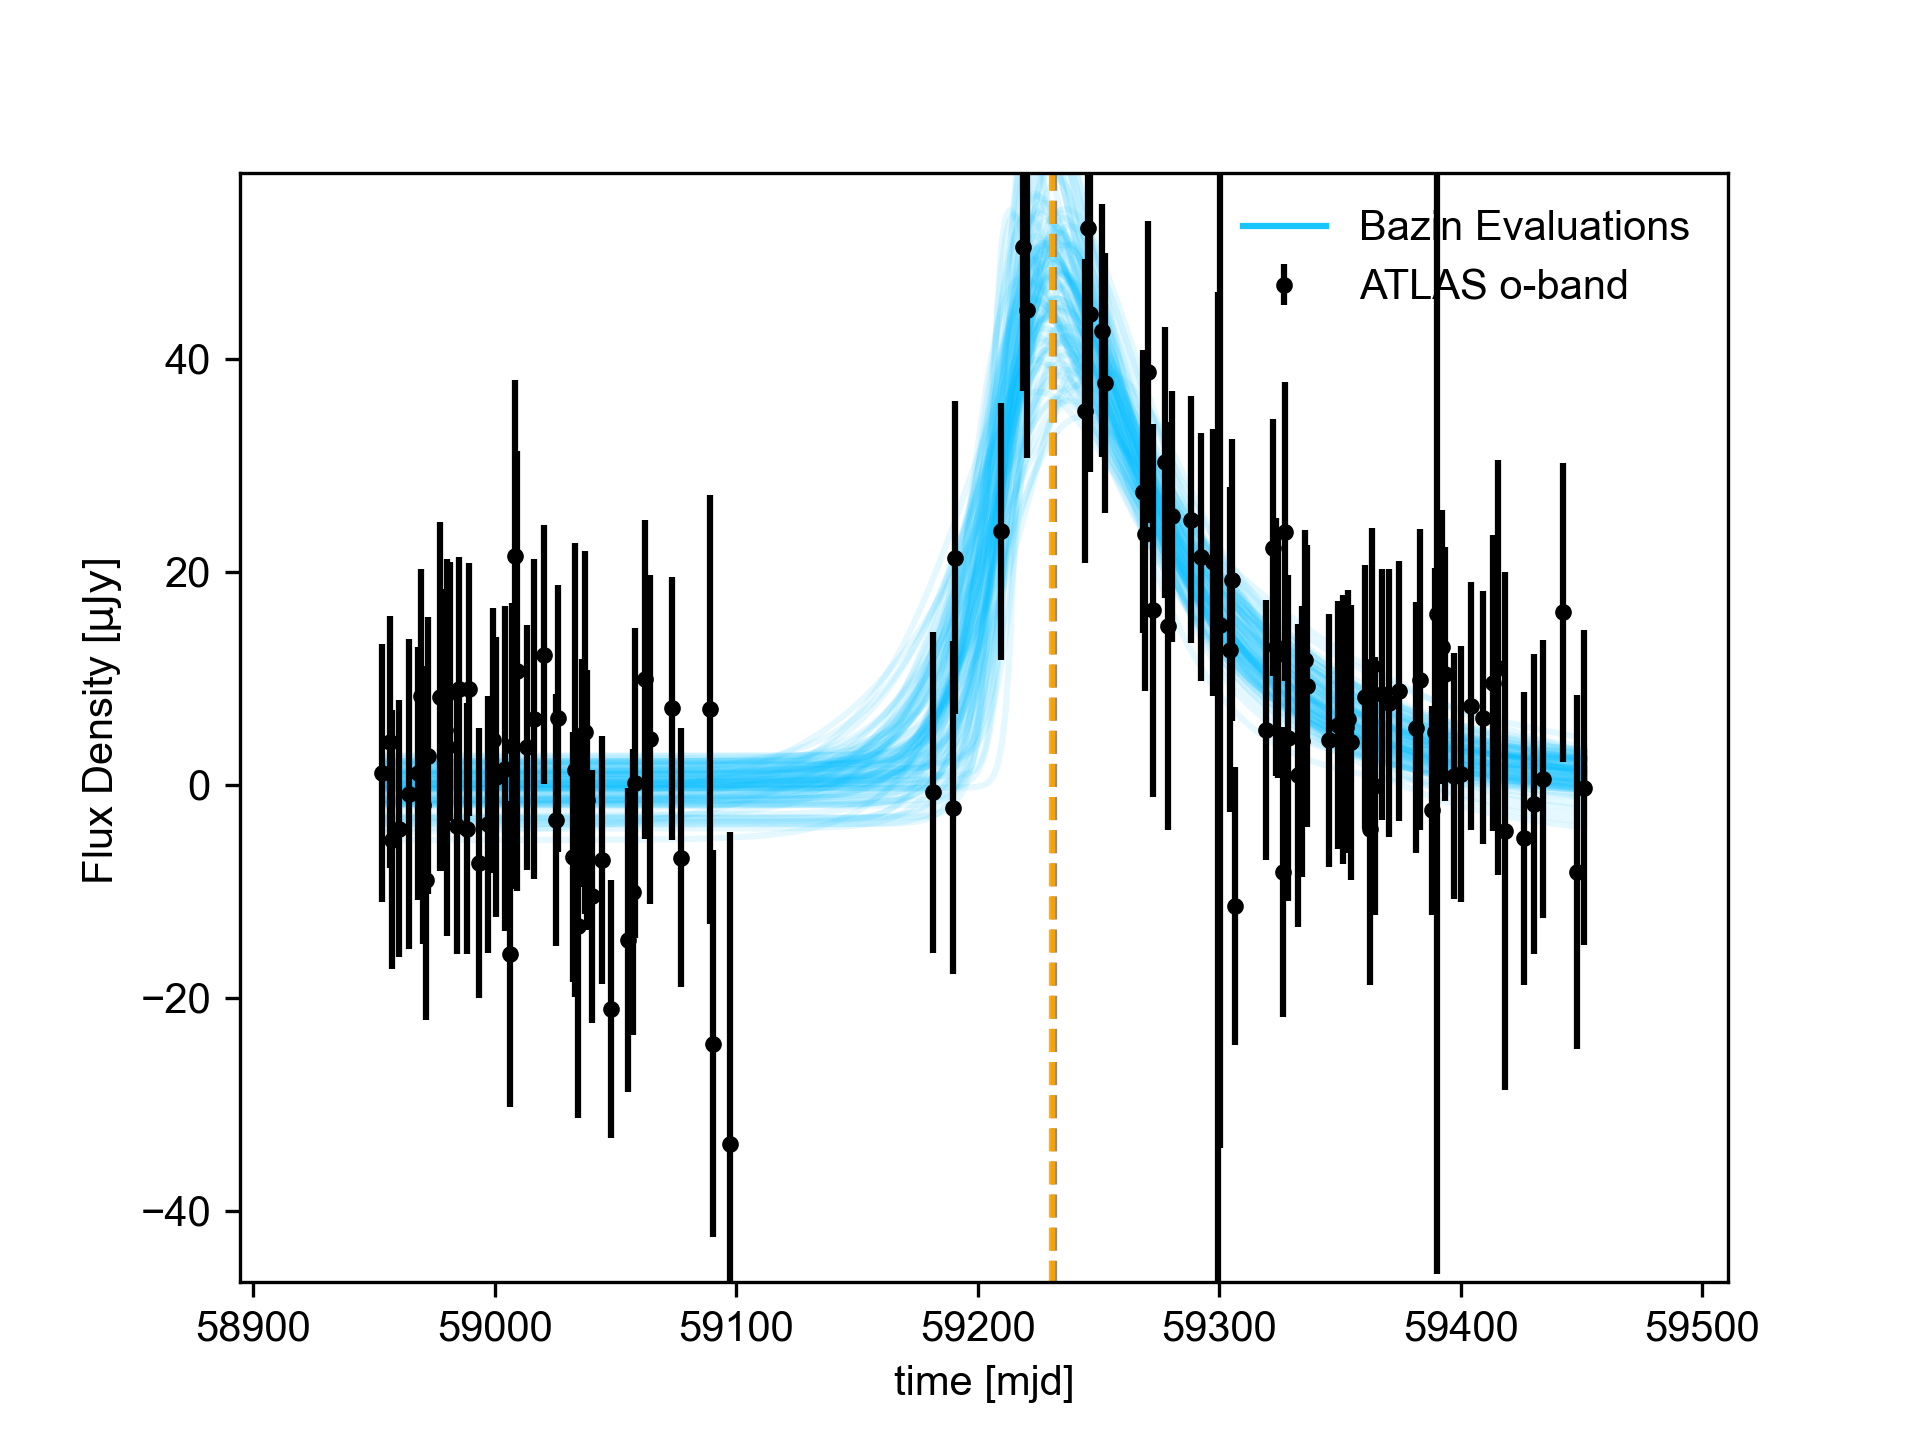 Bazin Evaluations
ATLAS o-band
40
20
0
−20
−40
Flux Density [µJy]
58900 59000 59100 59200 59300 59400 59500
time [mjd]